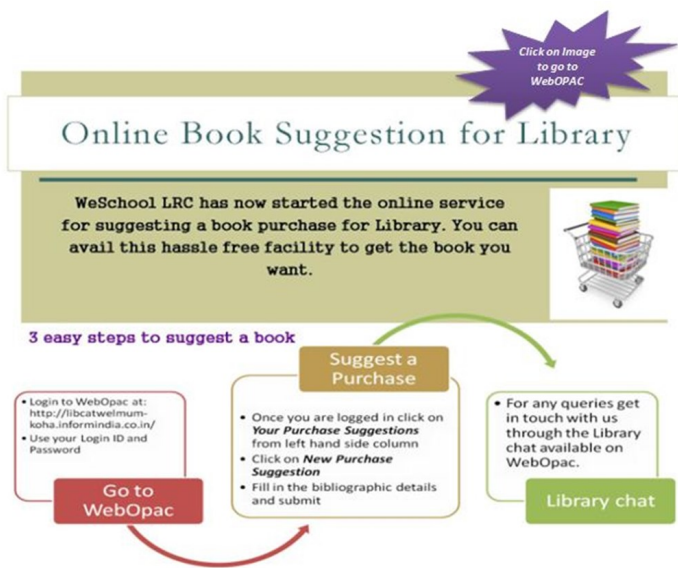 Click on Image
to go to
WebOPAC
Online Book Suggestion for Library
WeSchool LRC has now started the online service
for suggesting a book purchase for Library. You can
avail this hassle free facility to get the book you
want.
3 easy steps to suggest a book
• Login to WebOpac at:
http://libcatwelmum-
koha.informindia.co.in/
• Use your Login ID and
Password
Go to
WebOpac
Suggest a
Purchase
• Once you are logged in click on
Your Purchase Suggestions
from left hand side column
• Click on New Purchase
Suggestion
• Fill in the bibliographic details
and submit
• For any queries get
in touch with us
through the Library
chat available on
WebOpac.
Library chat